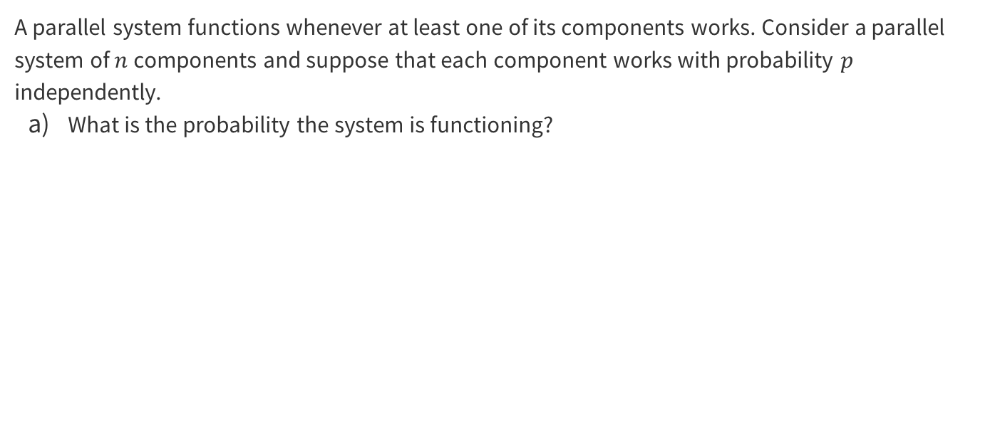 A parallel system functions whenever at least one of its components works. Consider a parallel
system of n components and suppose that each component works with probability p
independently.
a) What is the probability the system is functioning?